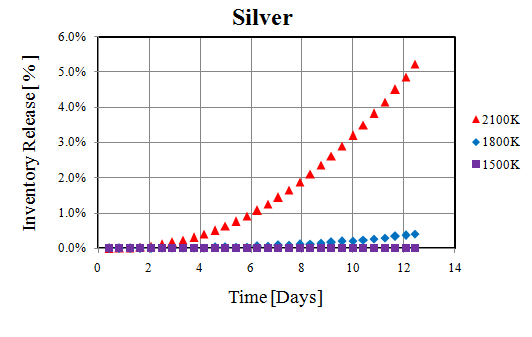 Silver
6.0%
5.0%
4.0%
3.0%
2.0%
1.0%
0.0%
Inventory Release [ % ]
0 2 4 6 8 10 12 14
Time [Days]
2100K
1800K
1500K